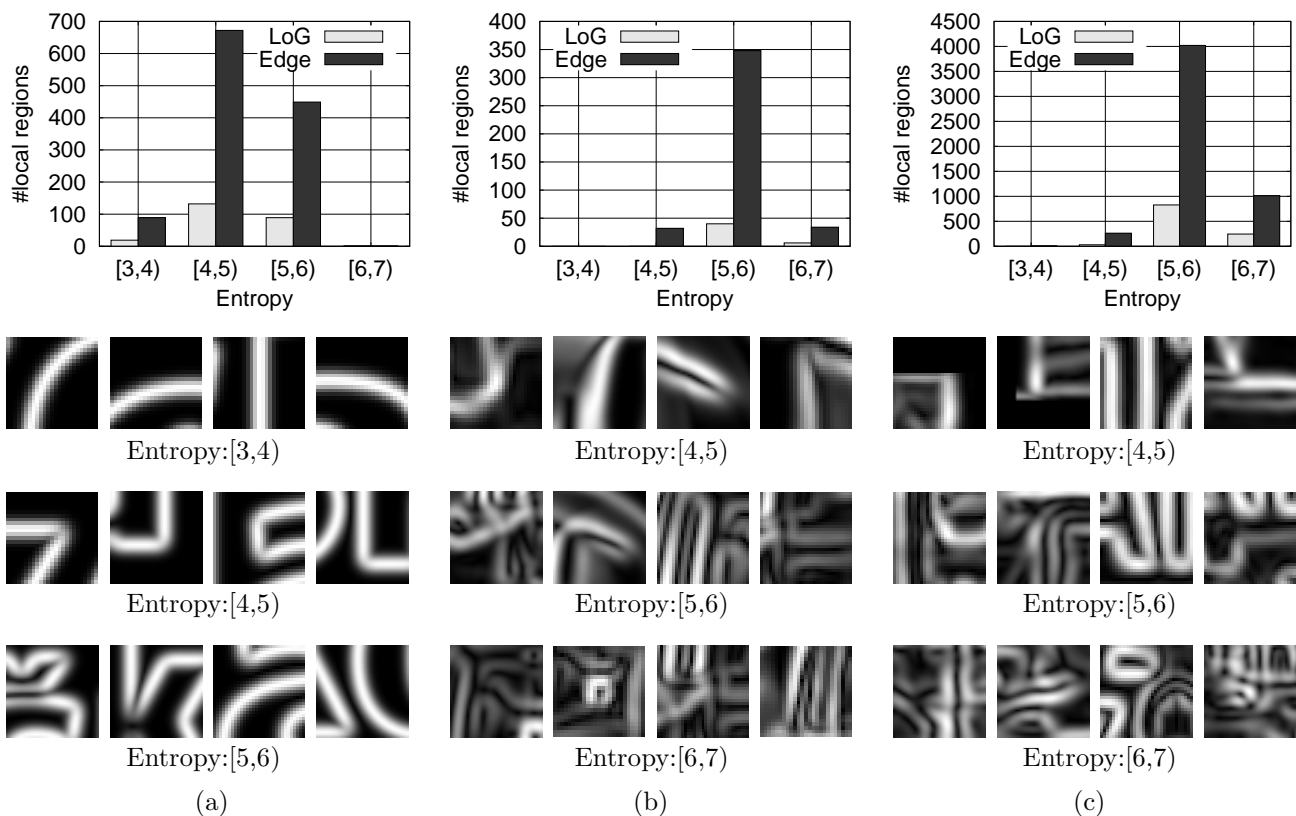 700
600
500
400
300
200
100
0
#local regions
LoG
Edge
[3,4) [4,5) [5,6) [6,7)
Entropy
400
350
300
250
200
150
100
50
0
#local regions
LoG
Edge
[3,4) [4,5) [5,6) [6,7)
Entropy
4500
4000
3500
3000
2500
2000
1500
1000
500
0
#local regions
LoG
Edge
[3,4) [4,5) [5,6) [6,7)
Entropy
Entropy:[3,4)
Entropy:[4,5)
Entropy:[4,5)
Entropy:[4,5)
Entropy:[5,6)
Entropy:[5,6)
Entropy:[5,6)
Entropy:[6,7)
Entropy:[6,7)
(a)
(b)
(c)